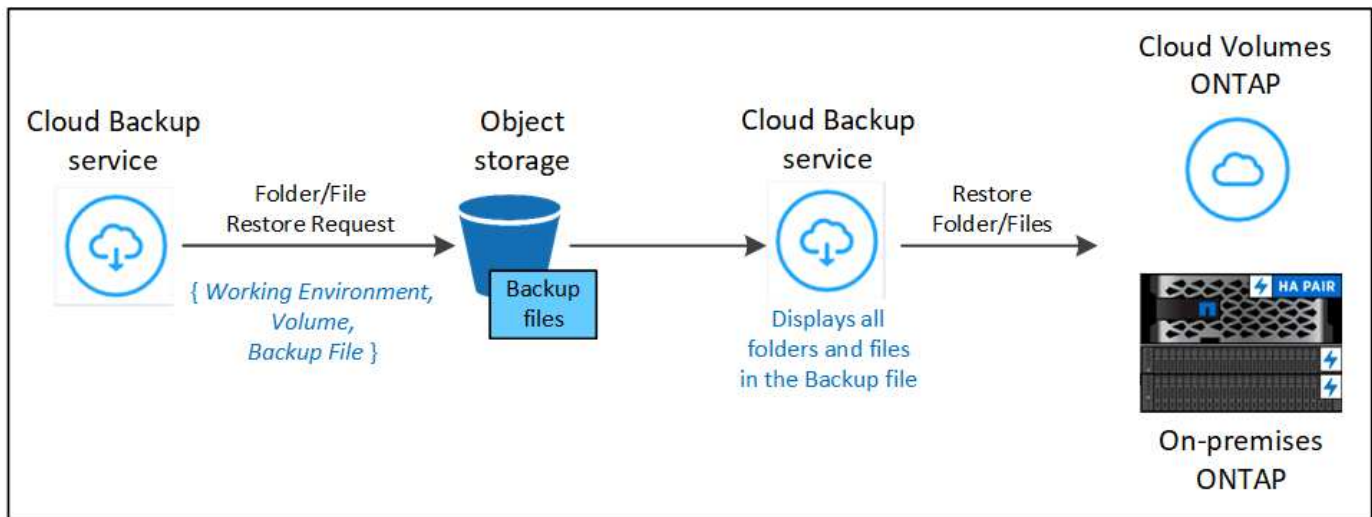 Cloud Backup
service
Folder/File
Restore Request
{ Working Environment,
Volume,
Backup File }
Object
storage
Backup
files
Cloud Backup
service
Displays all
folders and files
in the Backup file
Restore
Folder/Files
Cloud Volumes
ONTAP
HA PAIR
On-premises
ONTAP